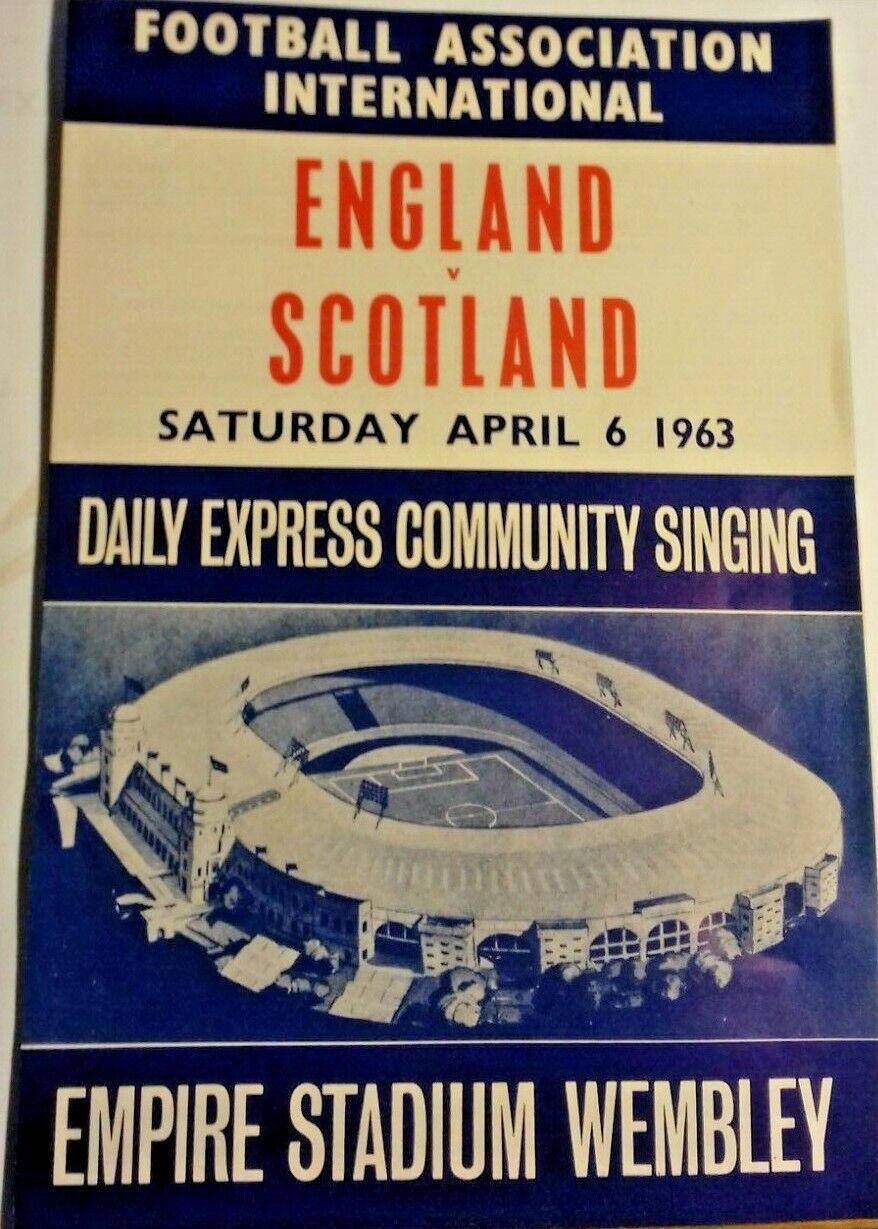 FOOTBALL ASSOCIATION
INTERNATIONAL
ENGLAND
v
SCOTLAND
SATURDAY APRIL 6 1963
DAILY EXPRESS COMMUNITY SINGING
EMPIRE STADIUM WEMBLEY